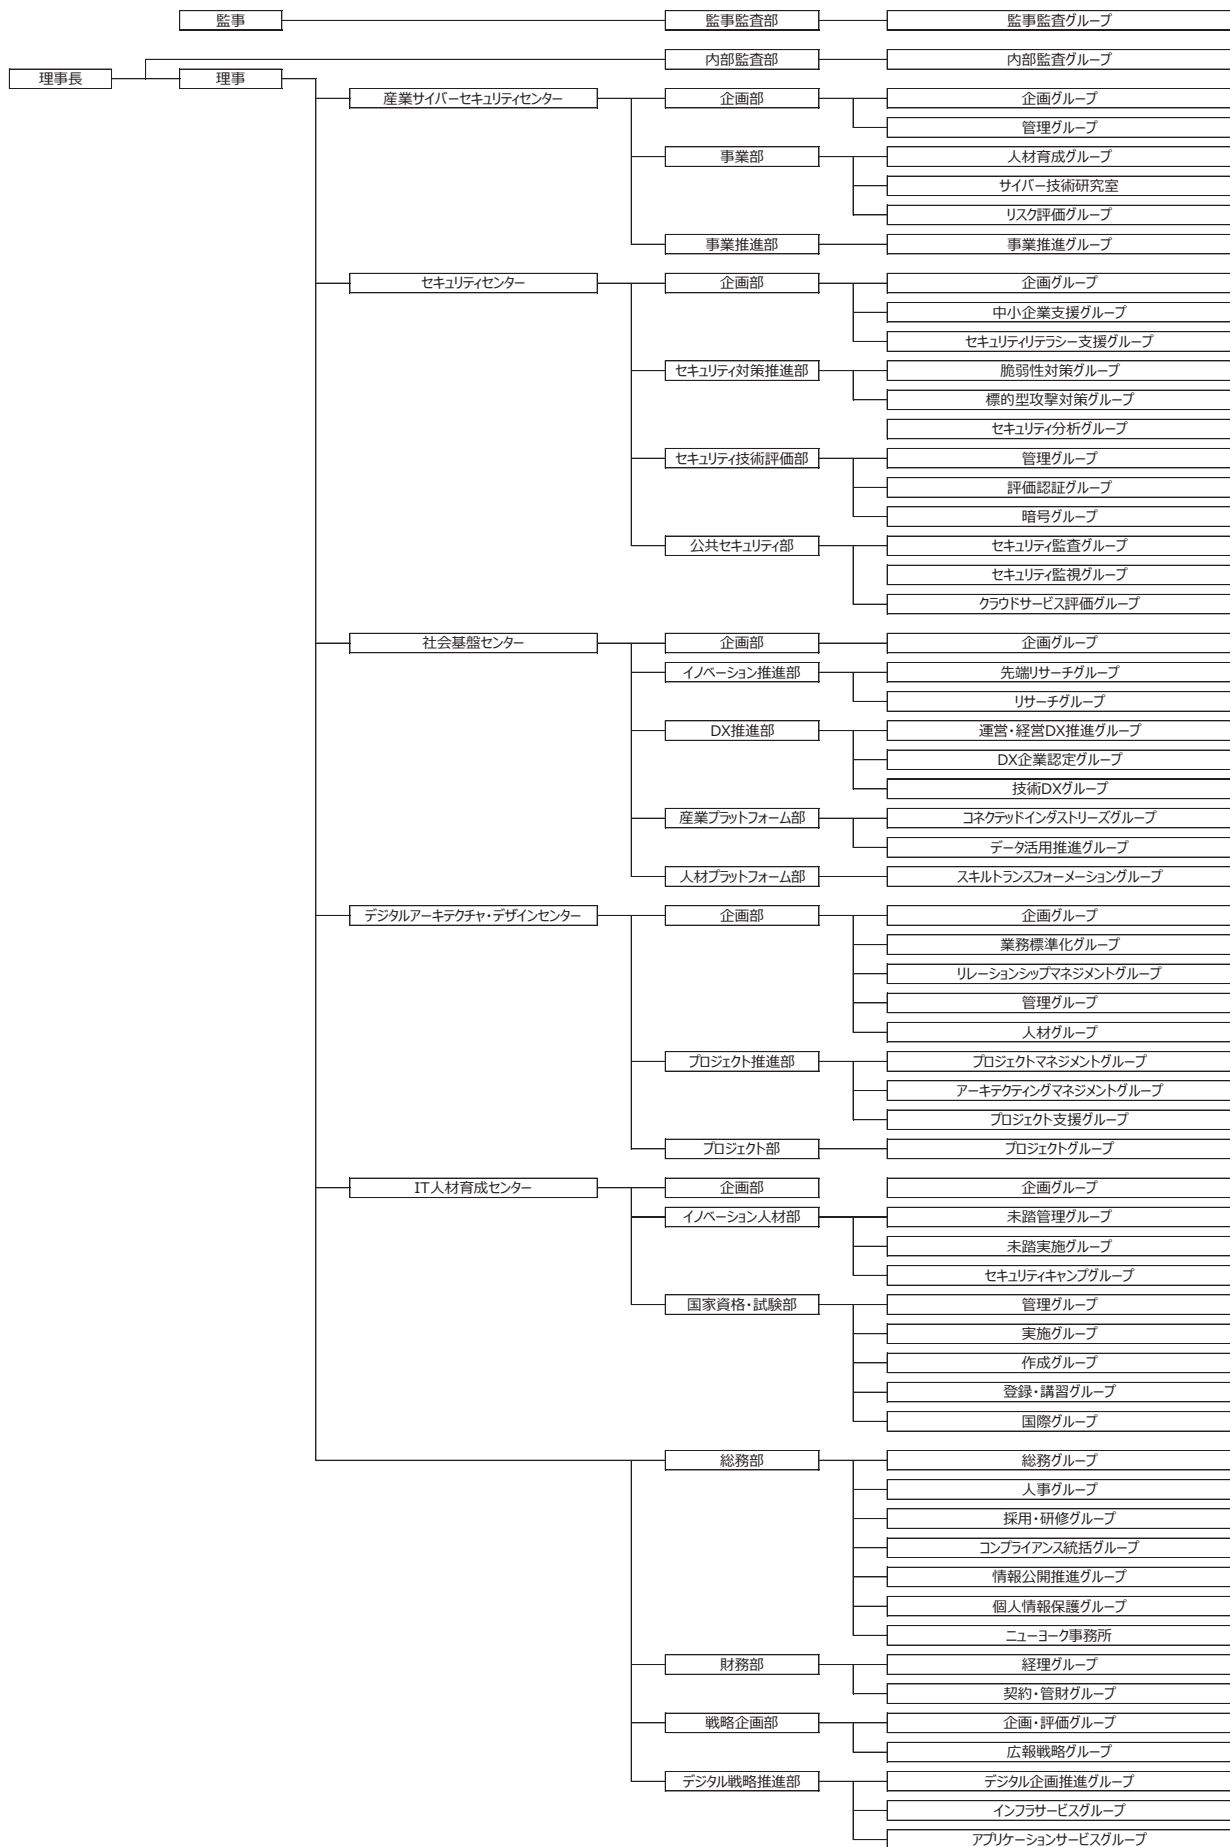 監事 監事監査部 監事監査グループ
内部監査部 内部監査グループ
理事長 理事
産業サイバーセキュリティセンター 企画部 企画グループ
管理グループ
事業部 人材育成グループ
サイバー技術研究室
リスク評価グループ
事業推進部 事業推進グループ
セキュリティセンター 企画部 企画グループ
中小企業支援グループ
セキュリティリテラシー支援グループ
セキュリティ対策推進部 脆弱性対策グループ
標的型攻撃対策グループ
セキュリティ分析グループ
セキュリティ技術評価部 管理グループ
評価認証グループ
暗号グループ
公共セキュリティ部 セキュリティ監査グループ
セキュリティ監視グループ
クラウドサービス評価グループ
社会基盤センター 企画部 企画グループ
イノベーション推進部 先端リサーチグループ
リサーチグループ
DX推進部 運営・経営DX推進グループ
DX企業認定グループ
技術DXグループ
産業プラットフォーム部 コネクテッドインダストリーズグループ
データ活用推進グループ
人材プラットフォーム部 スキルトランスフォーメーショングループ
デジタルアーキテクチャ・デザインセンター 企画部 企画グループ
業務標準化グループ
リレーションシップマネジメントグループ
管理グループ
人材グループ
プロジェクト推進部 プロジェクトマネジメントグループ
アーキテクティングマネジメントグループ
プロジェクト支援グループ
プロジェクト部 プロジェクトグループ
IT人材育成センター 企画部 企画グループ
イノベーション人材部 未踏管理グループ
未踏実施グループ
セキュリティキャンプグループ
国家資格・試験部 管理グループ
実施グループ
作成グループ
登録・講習グループ
国際グループ
総務部 総務グループ
人事グループ
採用・研修グループ
コンプライアンス統括グループ
情報公開推進グループ
個人情報保護グループ
ニューヨーク事務所
財務部 経理グループ
契約・管財グループ
戦略企画部 企画・評価グループ
広報戦略グループ
デジタル戦略推進部 デジタル企画推進グループ
インフラサービスグループ
アプリケーションサービスグループ